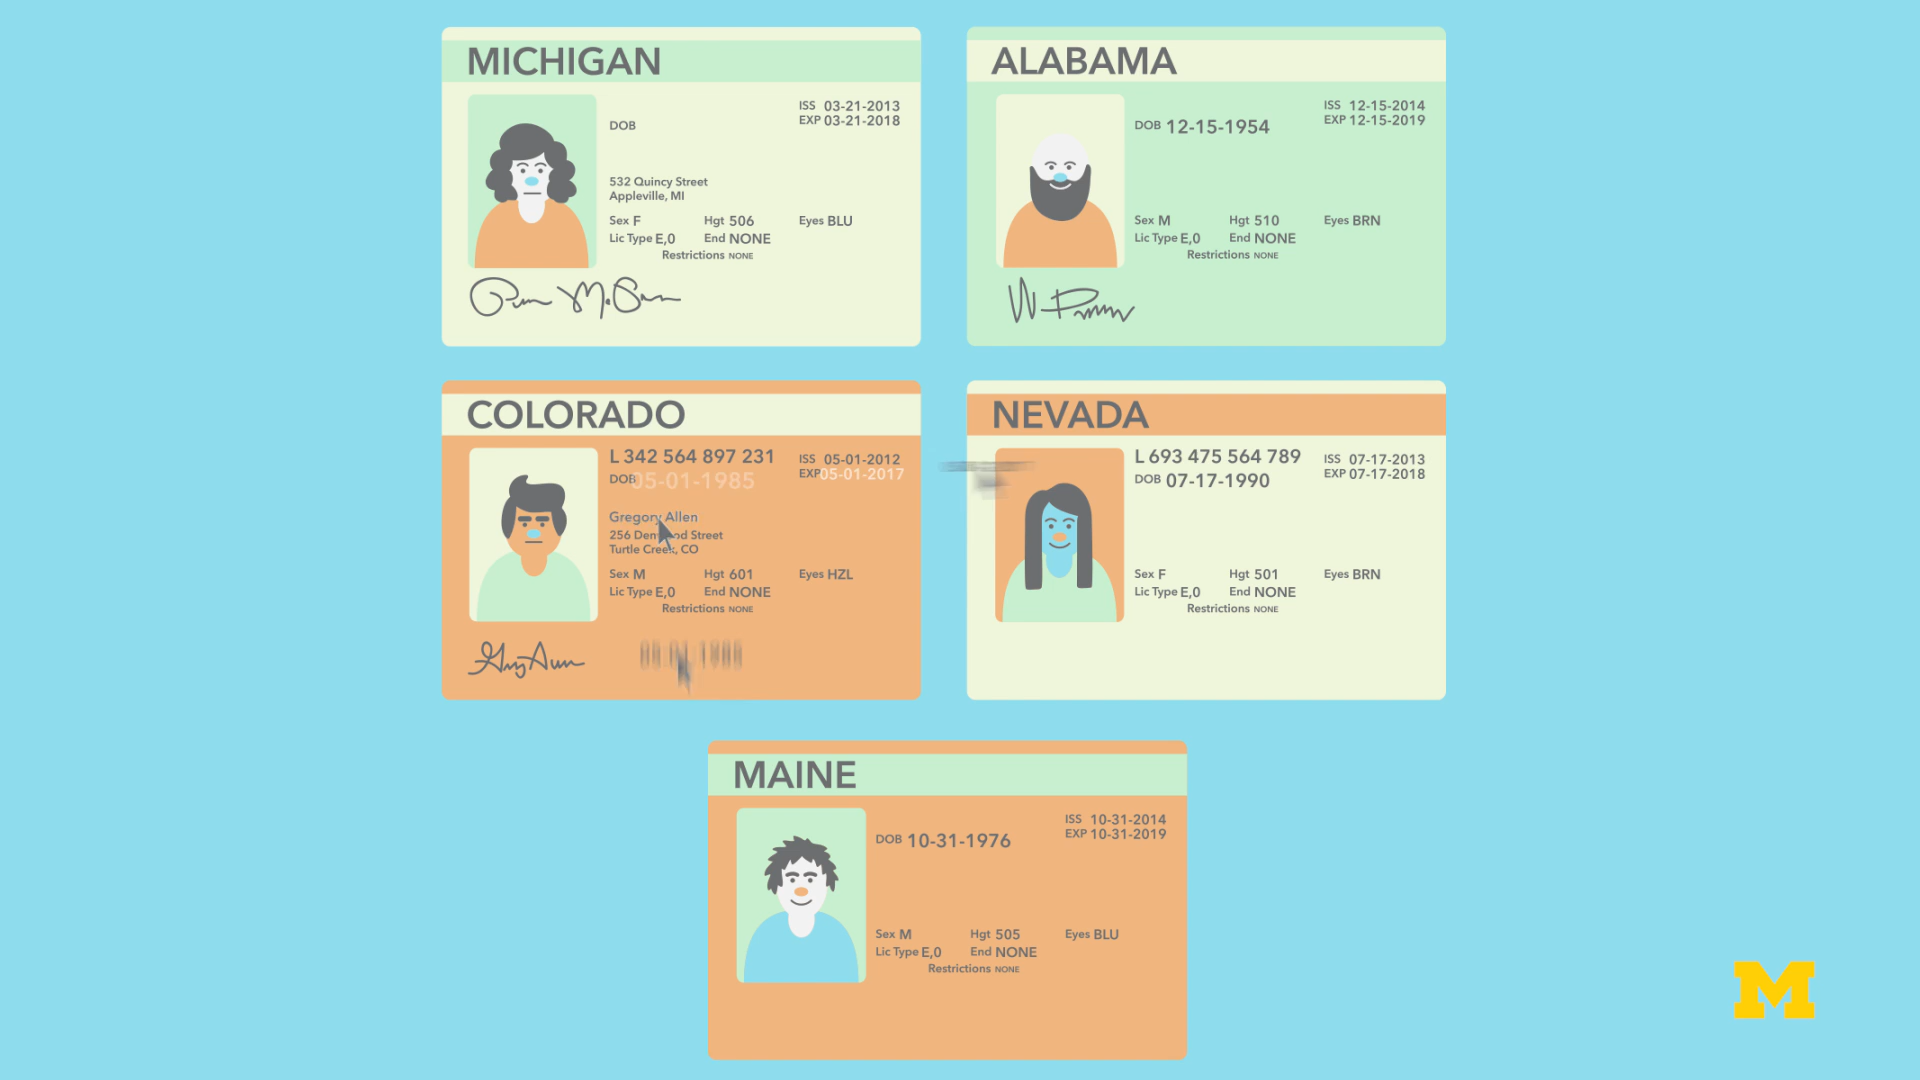 MICHIGAN
ISS 03-21-2013
DOB
EXP 03-21-2018
532 Quincy Street
Appleville, MI
Sex F Hgt 506 Eyes BLU
Lic Type E,0 End NONE
Restrictions NONE
ALABAMA
ISS 12-15-2014
DOB 12-15-1954
EXP 12-15-2019
Sex M Hgt 510 Eyes BRN
Lic Type E,0 End NONE
Restrictions NONE
COLORADO
L 342 564 897 231
ISS 05-01-2012
DOB 05-01-1985
EXP 05-01-2017
Gregory Allen
256 Street
Turtle Creek, CO
Sex M Hgt 601 Eyes HZL
Lic Type E,0 End NONE
Restrictions NONE
NEVADA
L 693 475 564 789
ISS 07-17-2013
DOB 07-17-1990
EXP 07-17-2018
Sex F Hgt 501 Eyes BRN
Lic Type E,0 End NONE
Restrictions NONE
MAINE
ISS 10-31-2014
DOB 10-31-1976
EXP 10-31-2019
Sex M Hgt 505 Eyes BLU
Lic Type E,0 End NONE
Restrictions NONE
M